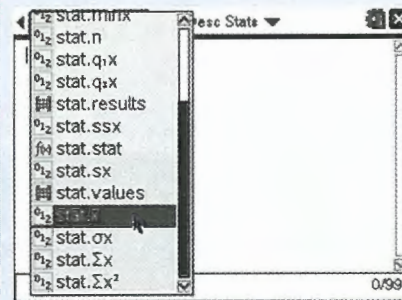 stat.minx
Desc Stats
stat.n
stat.q₁x
stat.q₃x
stat.results
stat.ssx
stat.stat
stat.sx
stat.values
stat.σx
stat.Σx
stat.Σx²
0/99